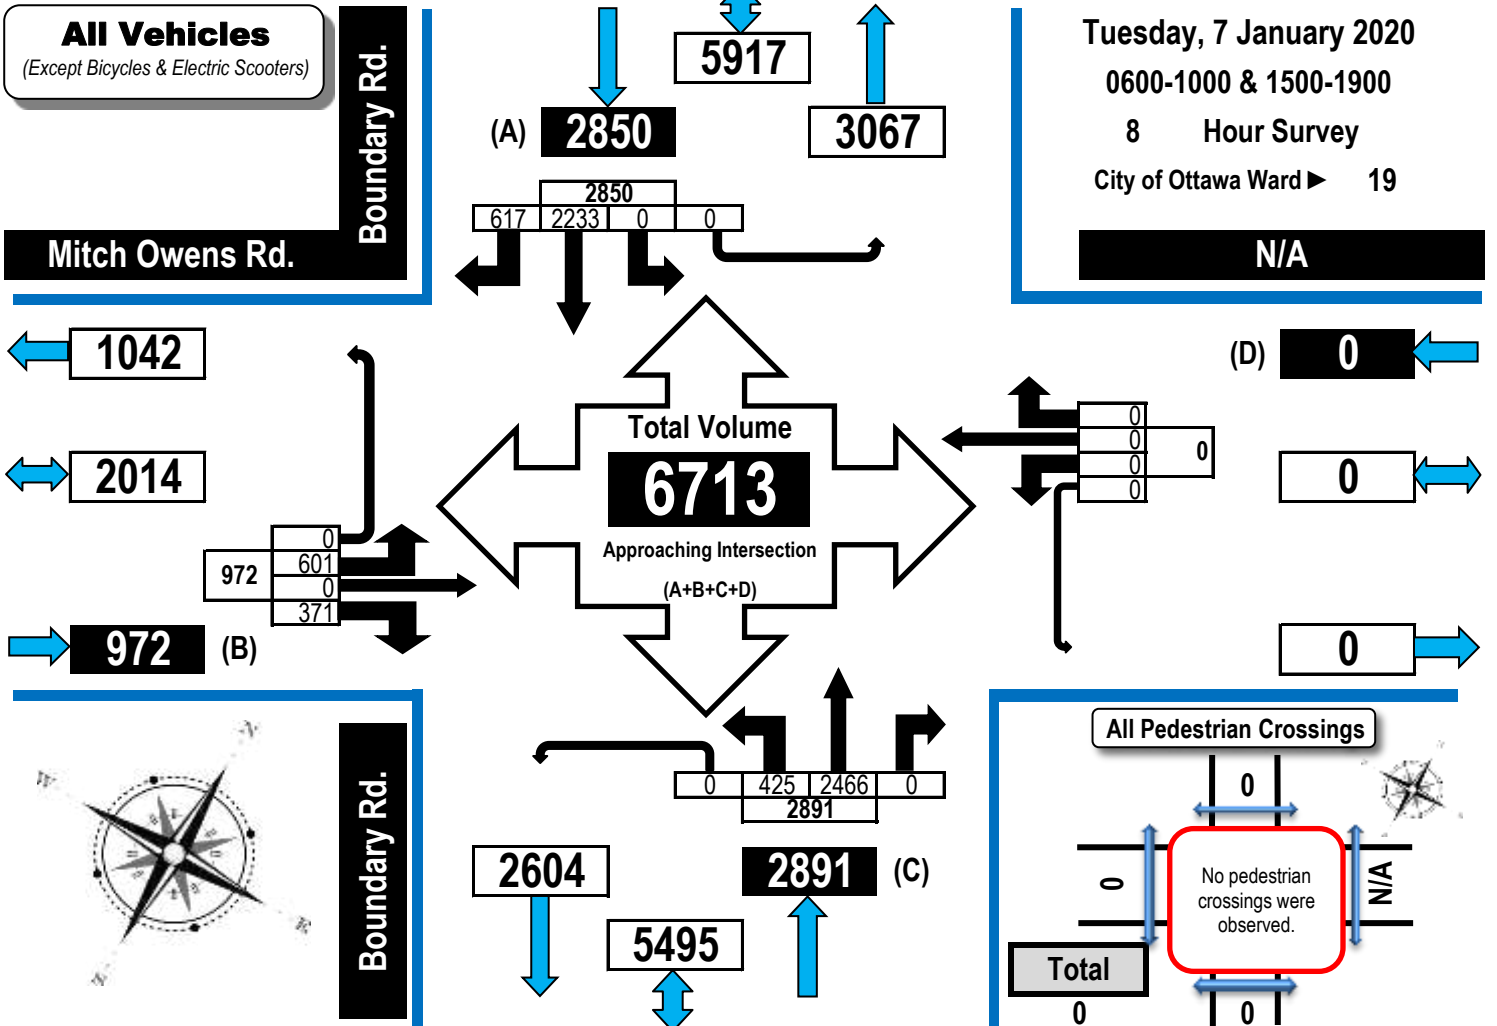 All Vehicles
(Except Bicycles & Electric Scooters)
Boundary Rd.
Mitch Owens Rd.
5917
(A) 2850
3067
2850
617 2233 0 0
Tuesday, 7 January 2020
0600-1000 & 1500-1900
8 Hour Survey
City of Ottawa Ward ► 19
N/A
1042
2014
0
601
0
371
972
972 (B)
Total Volume
6713
Approaching Intersection
(A+B+C+D)
(D) 0
0
0
0
0
0
0
0
0 425 2466 0
2891
2604
2891 (C)
5495
Boundary Rd.
N
W
E
S
All Pedestrian Crossings
0
0
No pedestrian
crossings were
observed.
N/A
Total
0
0